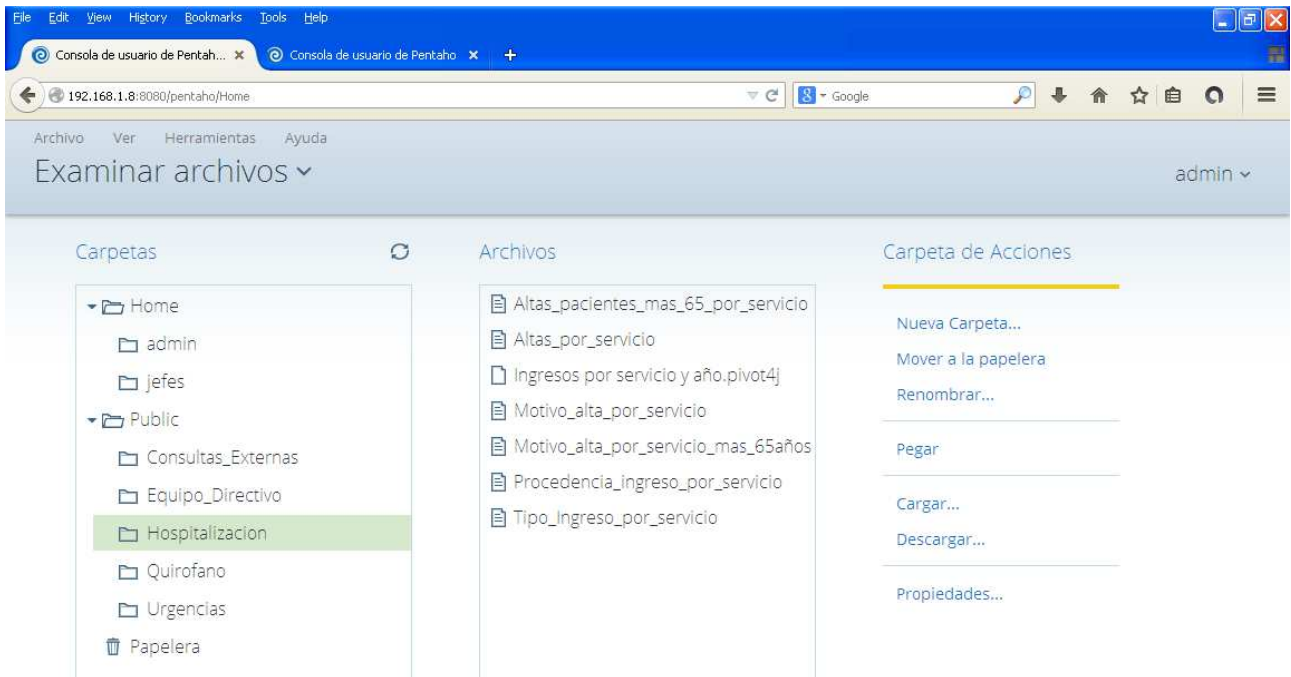 File Edit View History Bookmarks Tools Help
Consola de usuario de Pentah... Consola de usuario de Pentaho
192.168.1.8:8080/pentaho/Home
Google
Archivo Ver Herramientas Ayuda
Examinar archivos
admin
Carpetas
Home
admin
jefes
Public
Consultas_Externas
Equipo_Directivo
Hospitalizacion
Quirofano
Urgencias
Papelera
Archivos
Altas_pacientes_mas_65_por_servicio
Altas_por_servicio
Ingresos por servicio y año.pivot4j
Motivo_alta_por_servicio
Motivo_alta_por_servicio_mas_65años
Procedencia_ingreso_por_servicio
Tipo_Ingreso_por_servicio
Carpeta de Acciones
Nueva Carpeta...
Mover a la papelera
Renombrar...
Pegar
Cargar...
Descargar...
Propiedades...